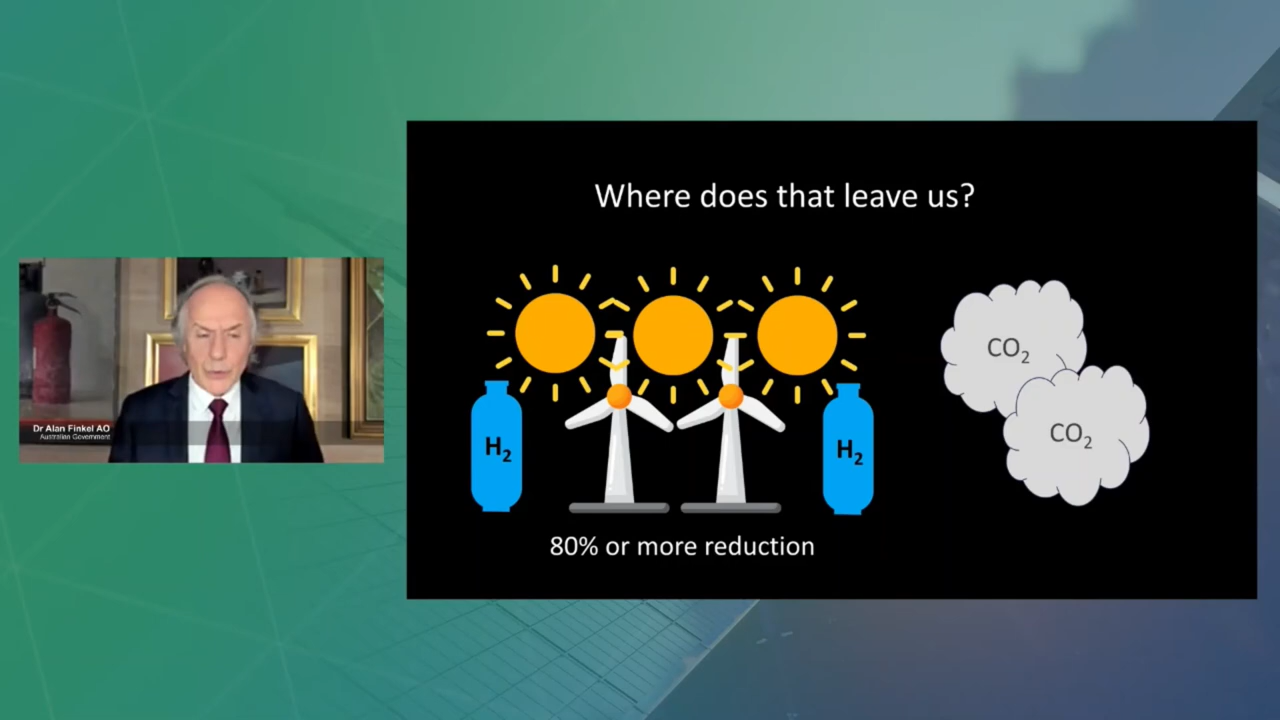 Where does that leave us?
CO₂
H₂
H₂
CO₂
Dr Alan Finkel AO
Australian Government
80% or more reduction